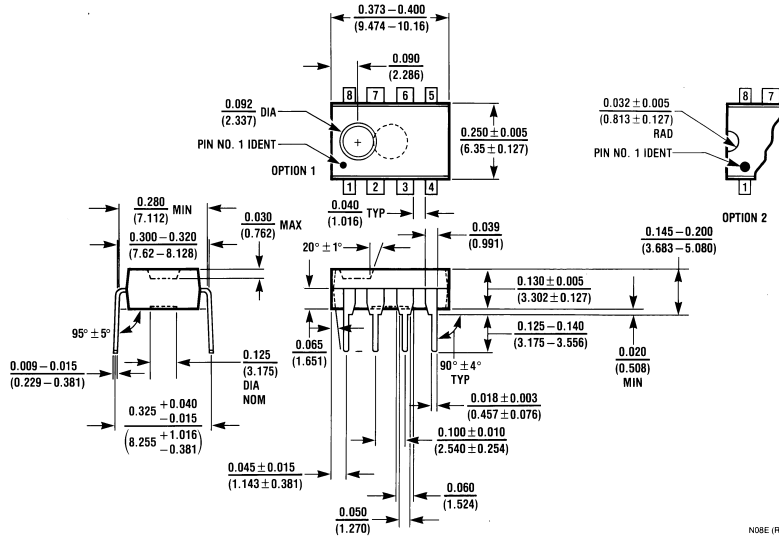 0.373 – 0.400
(9.474 – 10.16)
0.090
(2.286)
8 7 6 5
0.092 DIA
(2.337)
PIN NO. 1 IDENT
OPTION 1
1 2 3 4
0.250 ± 0.005
(6.35 ± 0.127)
0.032 ± 0.005
(0.813 ± 0.127)
RAD
PIN NO. 1 IDENT
8 7
1
OPTION 2
0.280 MIN
(7.112)
0.300 – 0.320
(7.62 – 8.128)
0.030 MAX
(0.762)
0.040 TYP
(1.016)
0.039
(0.991)
20° ± 1°
0.145 – 0.200
(3.683 – 5.080)
0.130 ± 0.005
(3.302 ± 0.127)
0.125 – 0.140
(3.175 – 3.556)
0.020
(0.508)
MIN
95° ± 5°
0.009 – 0.015
(0.229 – 0.381)
0.125
(3.175)
DIA
NOM
0.065
(1.651)
90° ± 4°
TYP
0.325 +0.040
−0.015
(8.255 +1.016
−0.381)
0.018 ± 0.003
(0.457 ± 0.076)
0.100 ± 0.010
(2.540 ± 0.254)
0.045 ± 0.015
(1.143 ± 0.381)
0.060
(1.524)
0.050
(1.270)
N08E (R